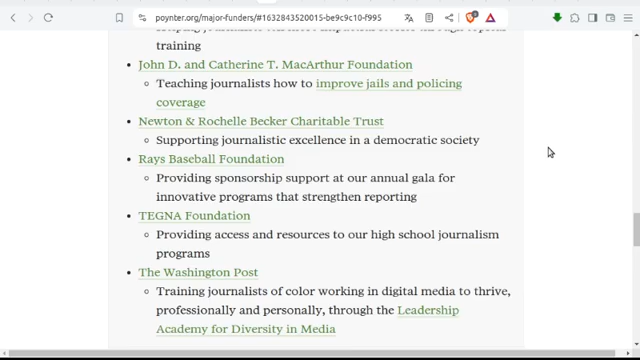 poynter.org/major-funders/#1632843520015-be9c9c10-f995
training
John D. and Catherine T. MacArthur Foundation
Teaching journalists how to improve jails and policing
coverage
Newton & Rochelle Becker Charitable Trust
Supporting journalistic excellence in a democratic society
Rays Baseball Foundation
Providing sponsorship support at our annual gala for
innovative programs that strengthen reporting
TEGNA Foundation
Providing access and resources to our high school journalism
programs
The Washington Post
Training journalists of color working in digital media to thrive,
professionally and personally, through the Leadership
Academy for Diversity in Media